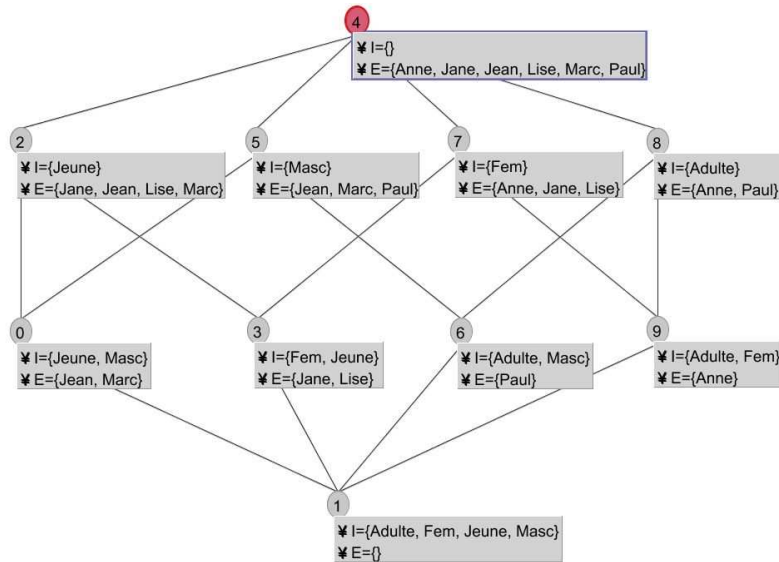 4
¥ I={}
¥ E={Anne, Jane, Jean, Lise, Marc, Paul}
2
¥ I={Jeune}
¥ E={Jane, Jean, Lise, Marc}
5
¥ I={Masc}
¥ E={Jean, Marc, Paul}
7
¥ I={Fem}
¥ E={Anne, Jane, Lise}
8
¥ I={Adulte}
¥ E={Anne, Paul}
0
¥ I={Jeune, Masc}
¥ E={Jean, Marc}
3
¥ I={Fem, Jeune}
¥ E={Jane, Lise}
6
¥ I={Adulte, Masc}
¥ E={Paul}
9
¥ I={Adulte, Fem}
¥ E={Anne}
1
¥ I={Adulte, Fem, Jeune, Masc}
¥ E={}